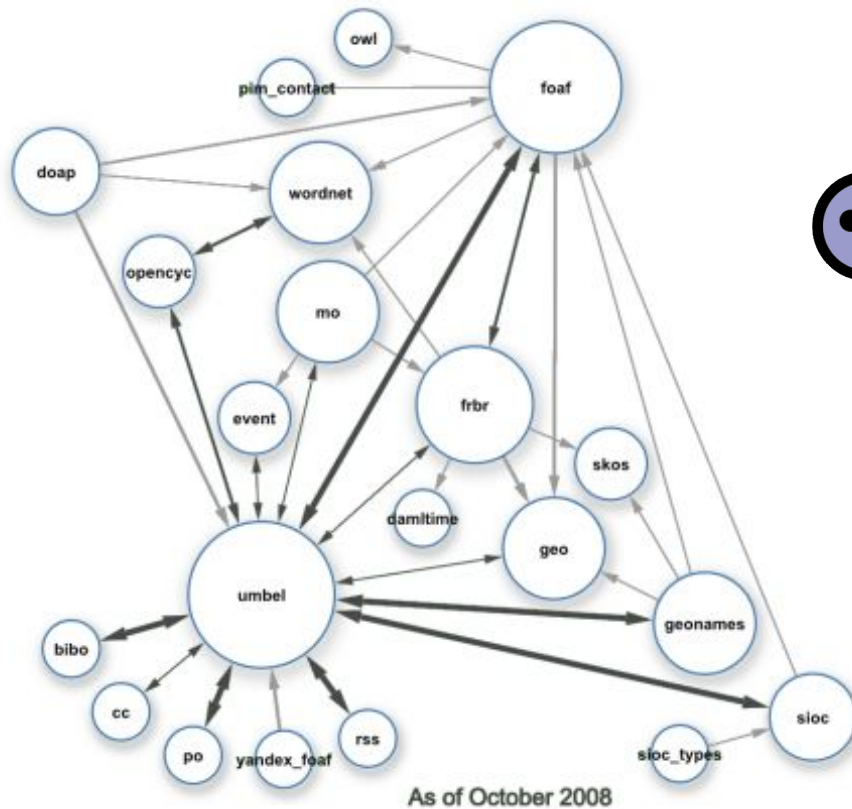 owl
foaf
pim_contact
doap
wordnet
opencyc
mo
frbr
event
skos
damltime
geo
umbel
geonames
bibo
cc
sioc
rss
po
yandex_foaf
sioc_types
As of October 2008